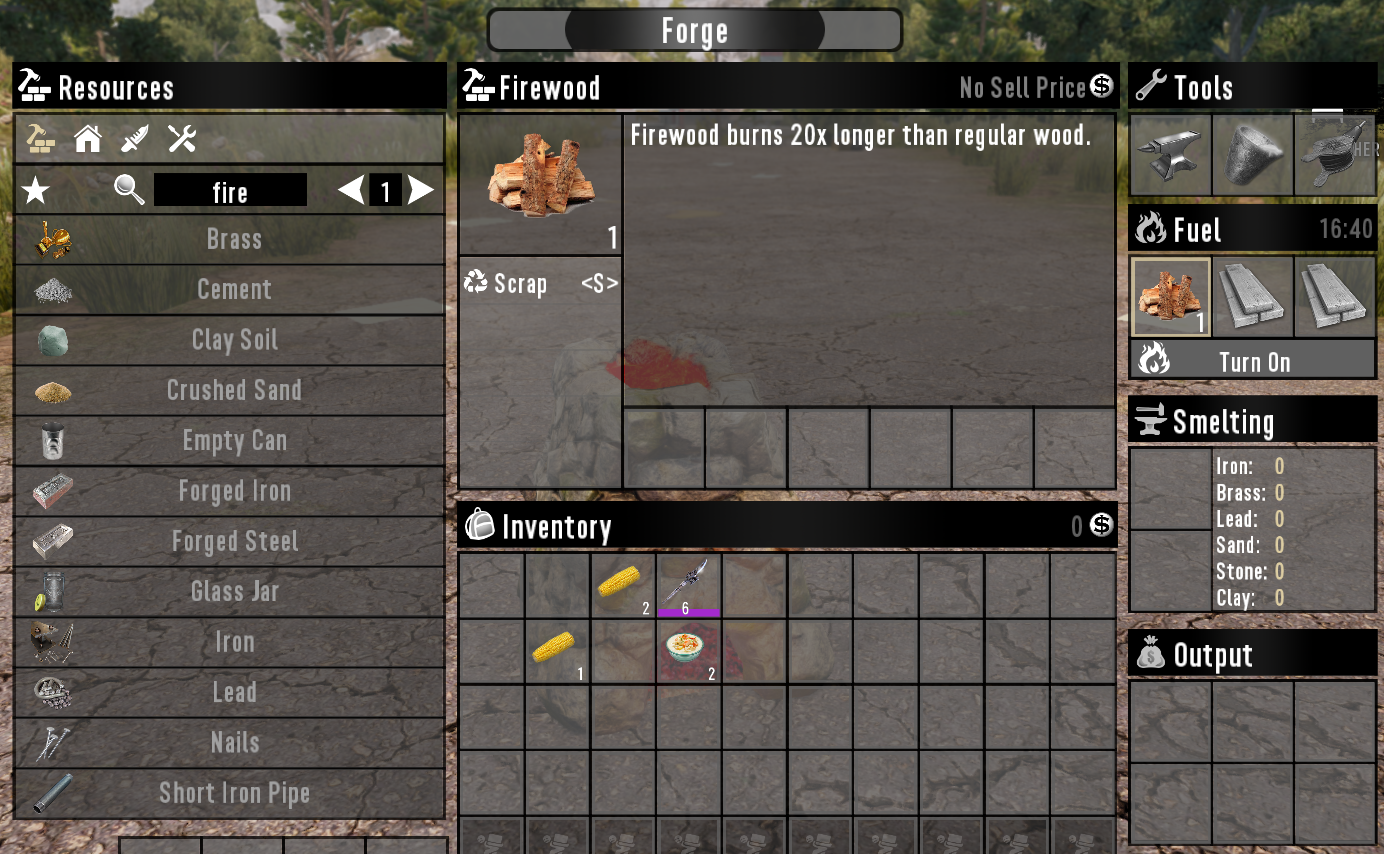 Forge
Resources
fire
1
Brass
Cement
Clay Soil
Crushed Sand
Empty Can
Forged Iron
Forged Steel
Glass Jar
Iron
Lead
Nails
Short Iron Pipe
Firewood
No Sell Price
Firewood burns 20x longer than regular wood.
1
Scrap <S>
Inventory
0
2
6
1
2
Tools
HER
Fuel
16:40
1
Turn On
Smelting
Iron: 0
Brass: 0
Lead: 0
Sand: 0
Stone: 0
Clay: 0
Output